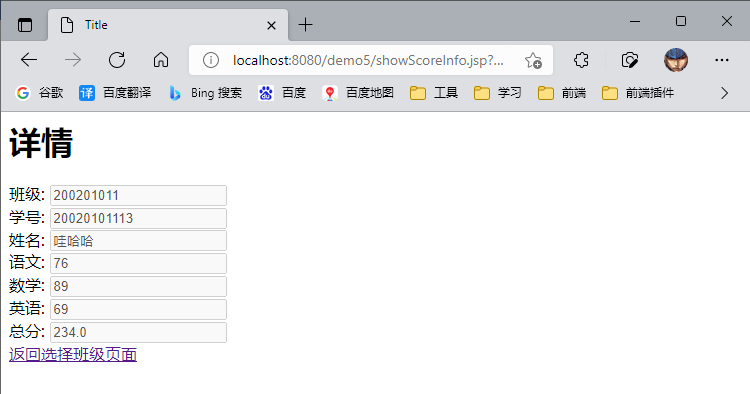 Title
localhost:8080/demo5/showScoreInfo.jsp?...
谷歌 百度翻译 Bing 搜索 百度 百度地图 工具 学习 前端 前端插件
详情
班级: 200201011
学号: 20020101113
姓名: 哇哈哈
语文: 76
数学: 89
英语: 69
总分: 234.0
返回选择班级页面